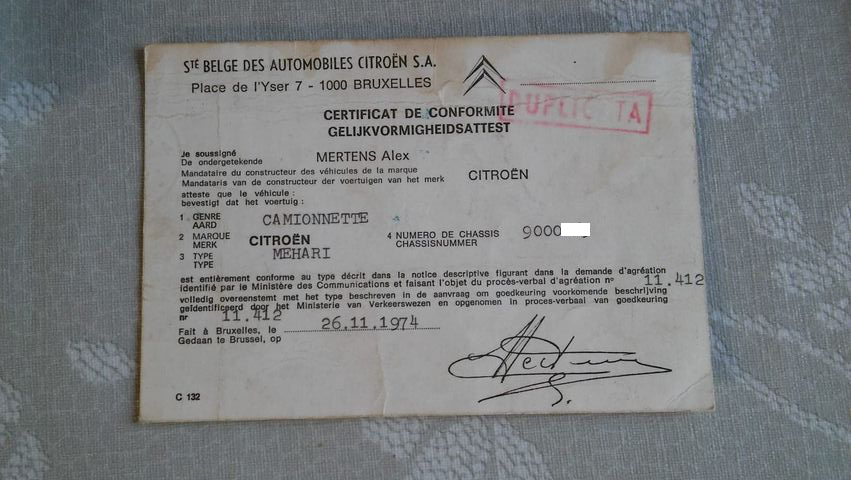 STÉ BELGE DES AUTOMOBILES CITROËN S.A.
Place de l'Yser 7 - 1000 BRUXELLES
DUPLICATA
CERTIFICAT DE CONFORMITE
GELIJKVORMIGHEIDSATTEST
Je soussigné
De ondergetekende
MERTENS Alex
Mandataire du constructeur des véhicules de la marque
Mandataris van de constructeur der voertuigen van het merk
CITROËN
atteste que le véhicule :
bevestigt dat het voertuig :
1 GENRE
AARD
CAMIONNETTE
2 MARQUE
MERK
CITROËN
4 NUMERO DE CHASSIS
CHASSISNUMMER
9000
3 TYPE
TYPE
MEHARI
est entièrement conforme au type décrit dans la notice descriptive figurant dans la demande d'agréation
identifié par le Ministère des Communications et faisant l'objet du procès-verbal d'agréation n° 11.412
volledig overeenstemt met het type beschreven in de aanvraag om goedkeuring voorkomende beschrijving
geïdentificeerd door het Ministerie van Verkeerswezen en opgenomen in proces-verbaal van goedkeuring
nr 11.412
Fait à Bruxelles, le
Gedaan te Brussel, op
26.11.1974
C 132